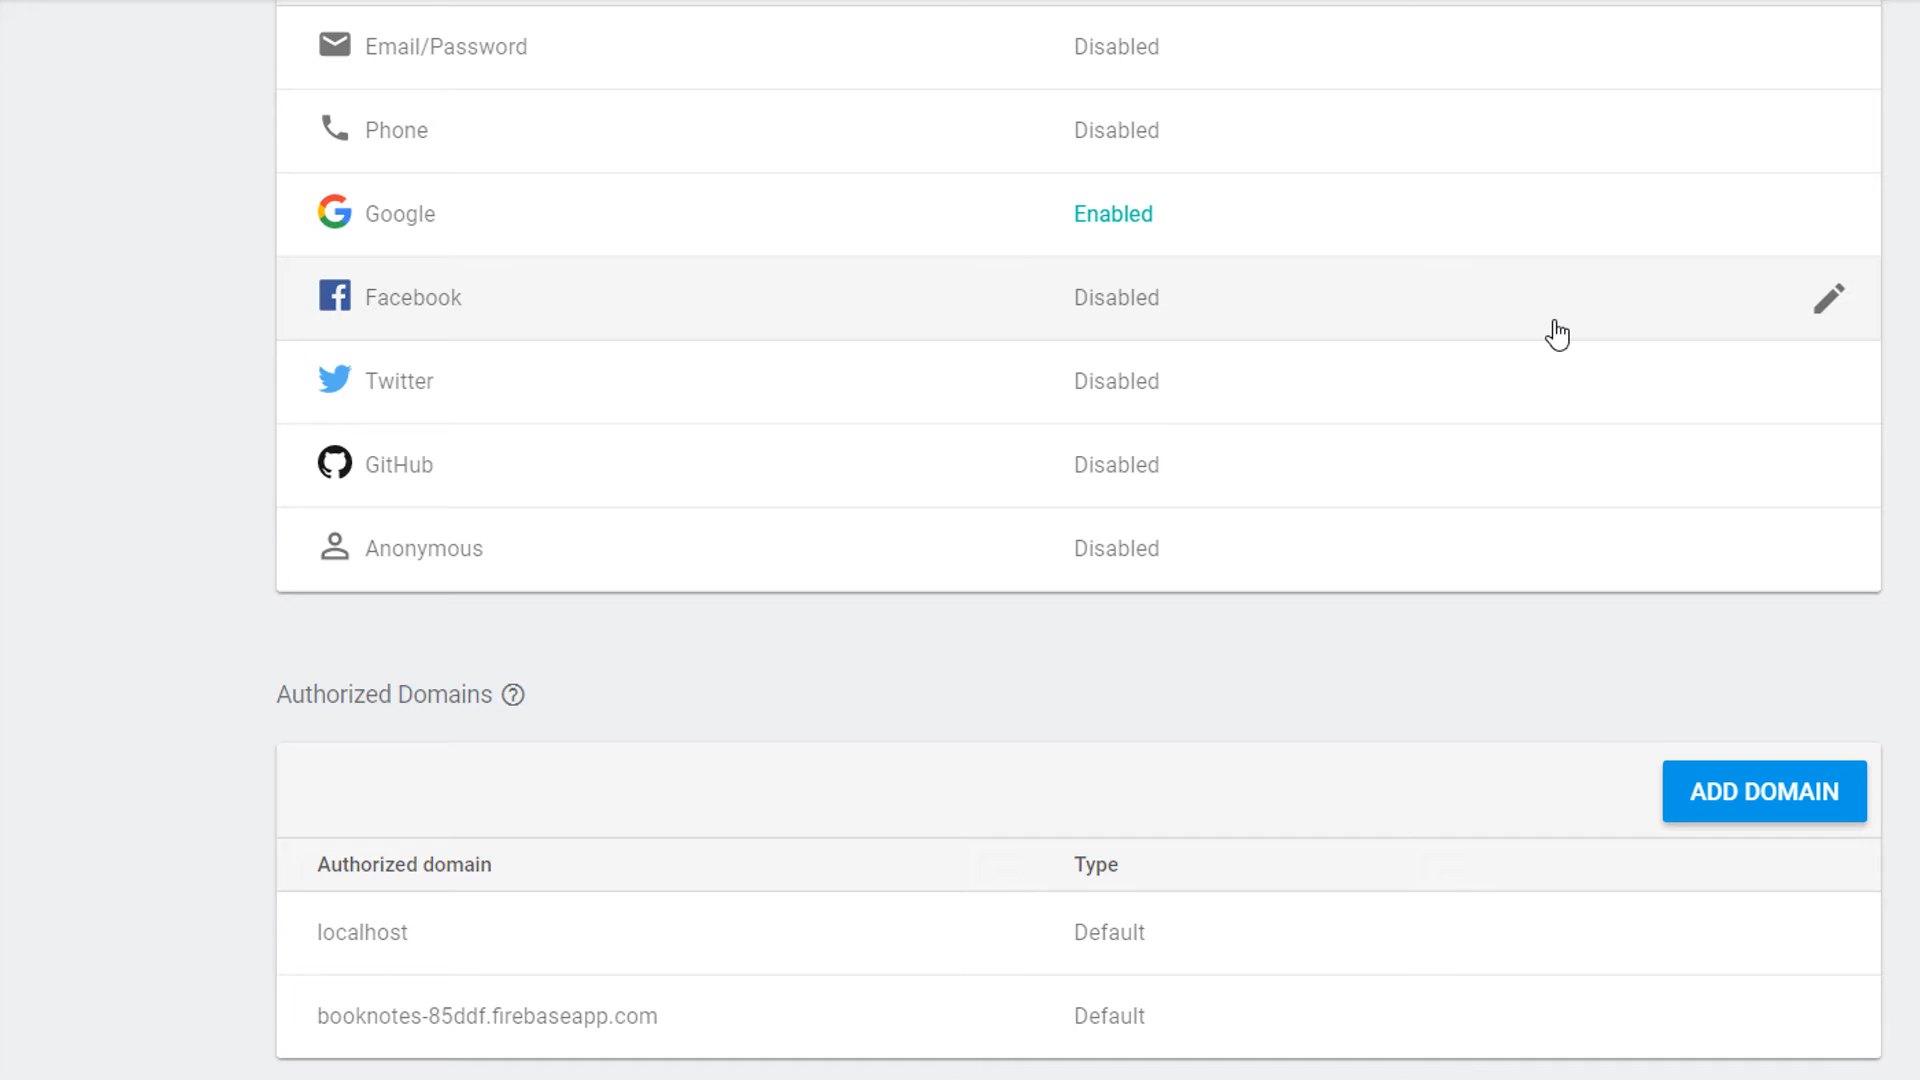 Email/Password Disabled
Phone Disabled
Google Enabled
Facebook Disabled
Twitter Disabled
GitHub Disabled
Anonymous Disabled
Authorized Domains ?
ADD DOMAIN
Authorized domain Type
localhost Default
booknotes-85ddf.firebaseapp.com Default